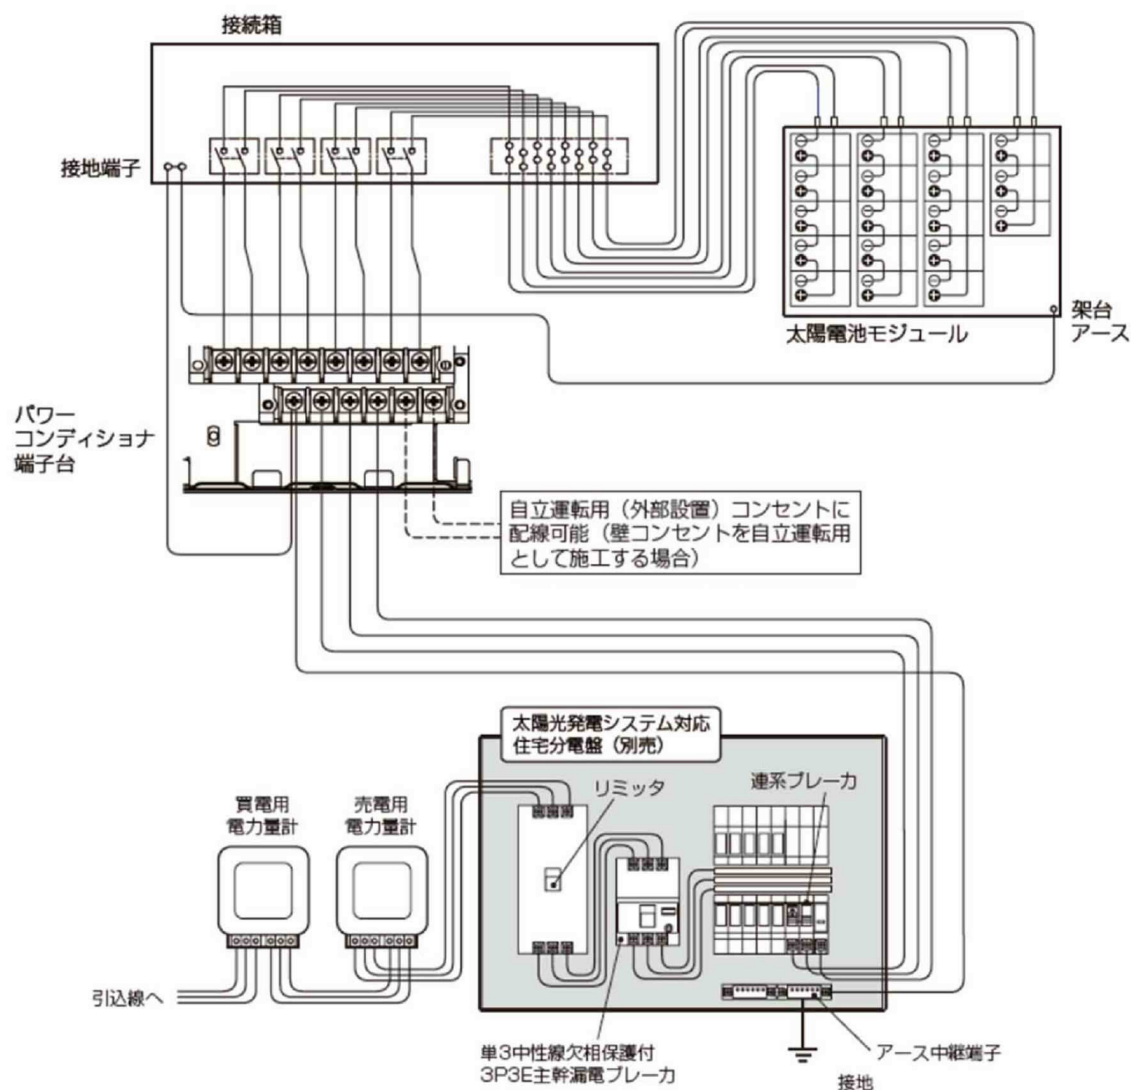 接続箱
接地端子
太陽電池モジュール
架台
アース
パワー
コンディショナ
端子台
自立運転用（外部設置）コンセントに
配線可能（壁コンセントを自立運転用
として施工する場合）
太陽光発電システム対応
住宅分電盤（別売）
リミッタ
連系ブレーカ
買電用
電力量計
売電用
電力量計
引込線へ
単3中性線欠相保護付
3P3E主幹漏電ブレーカ
アース中継端子
接地